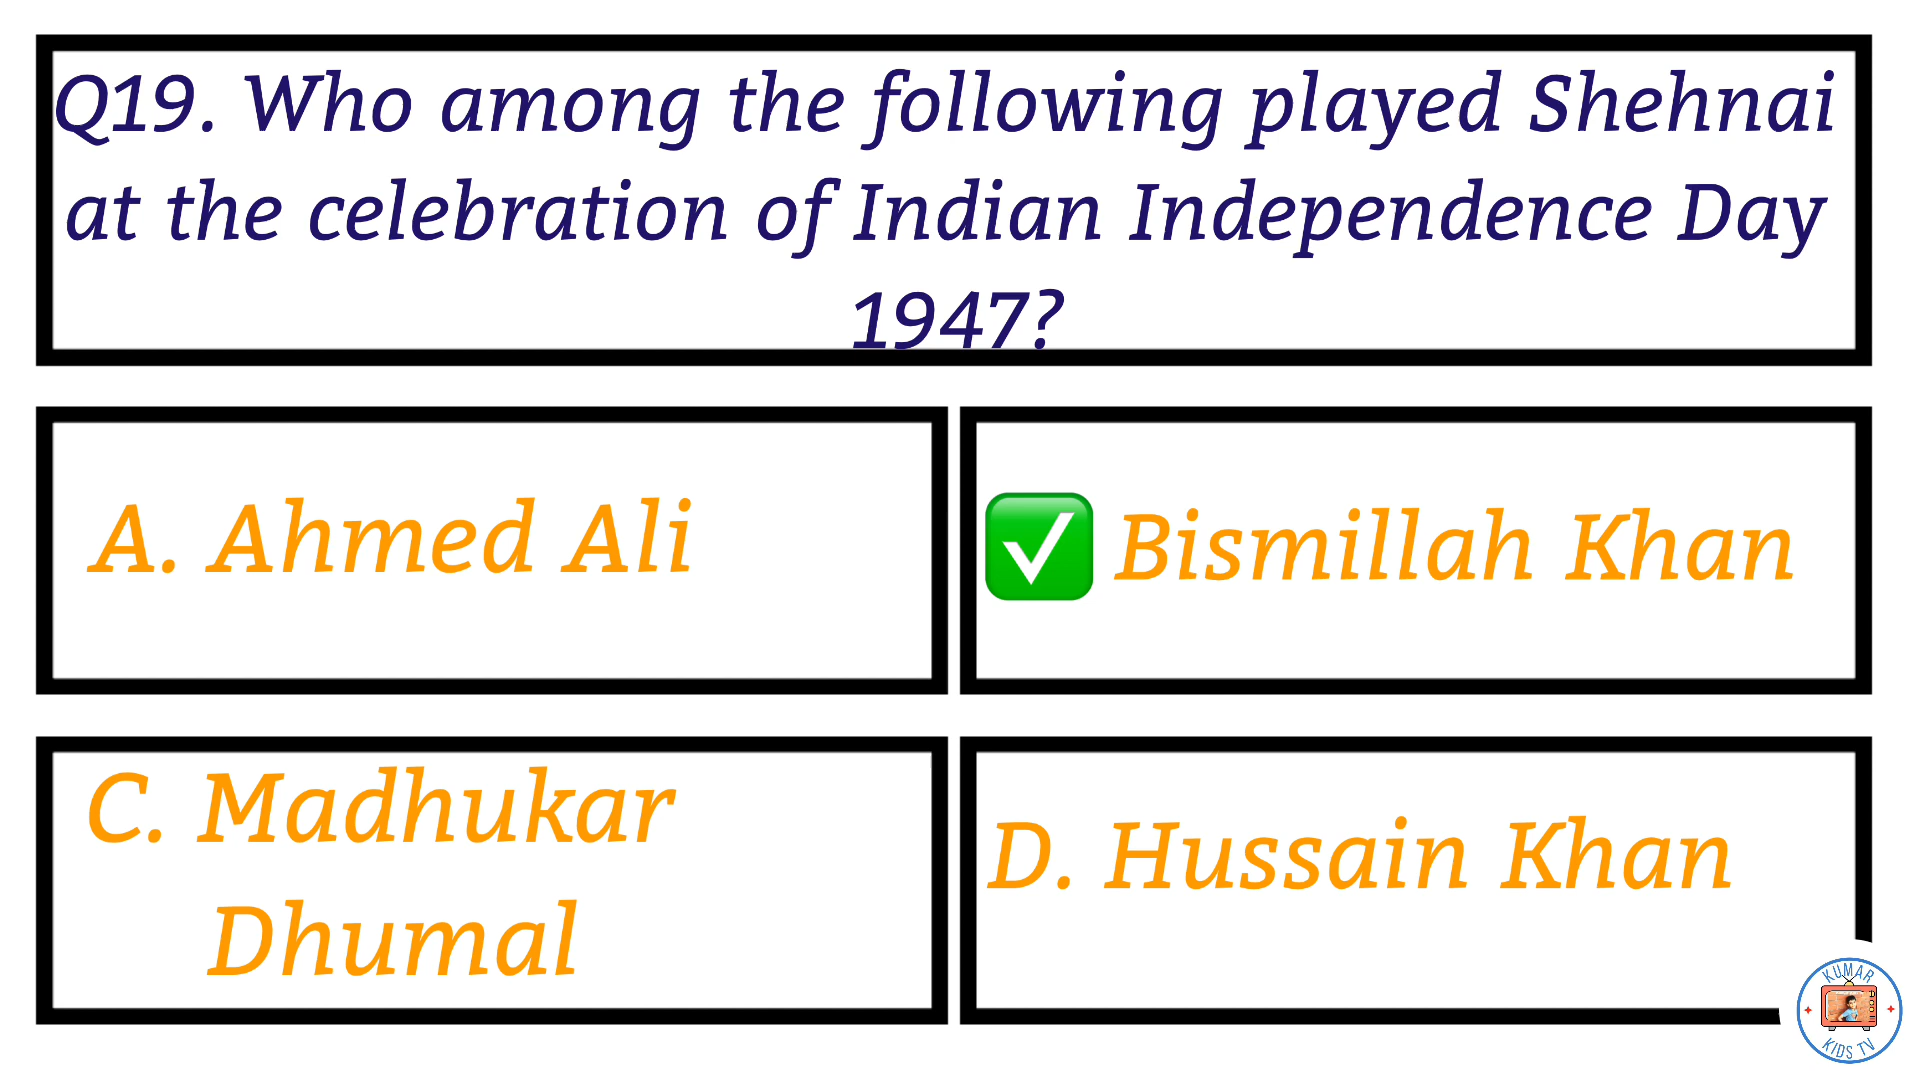 Q19. Who among the following played Shehnai
at the celebration of Indian Independence Day
1947?
A. Ahmed Ali
✅ Bismillah Khan
C. Madhukar
Dhumal
D. Hussain Khan
KUMAR
KIDS TV